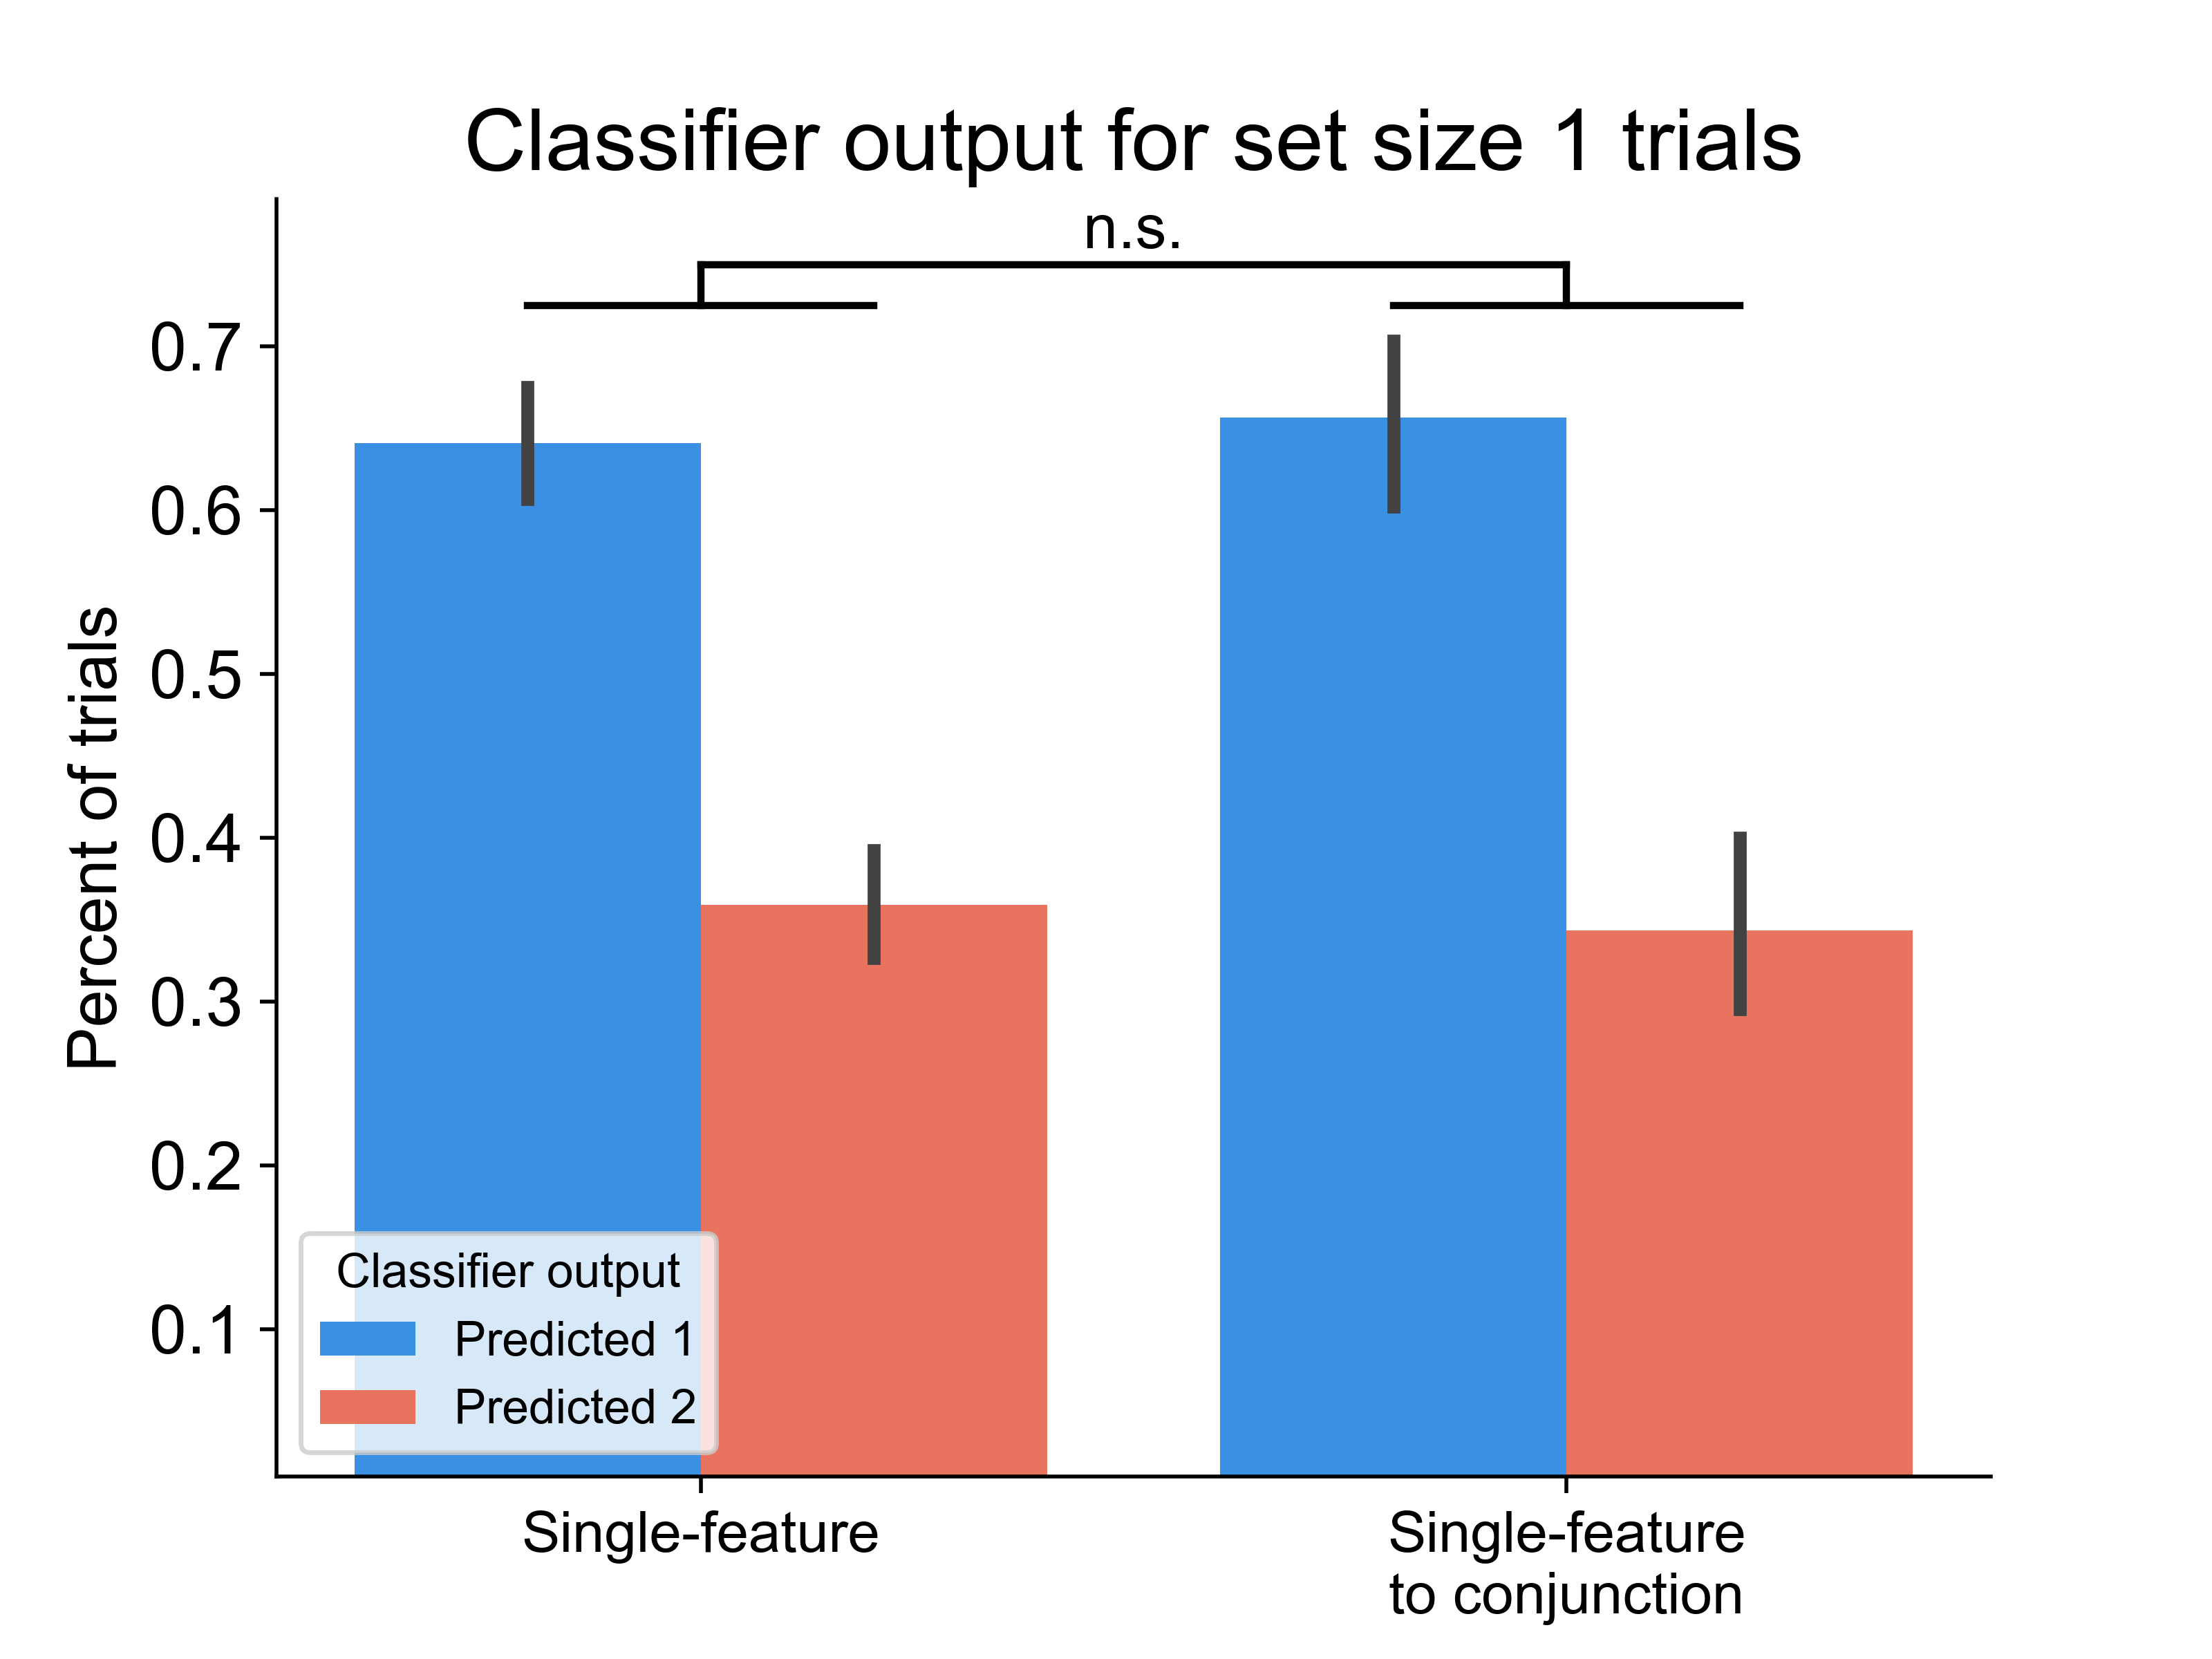 Classifier output for set size 1 trials
n.s.
Percent of trials
0.7
0.6
0.5
0.4
0.3
0.2
0.1
Classifier output
Predicted 1
Predicted 2
Single-feature
Single-feature
to conjunction